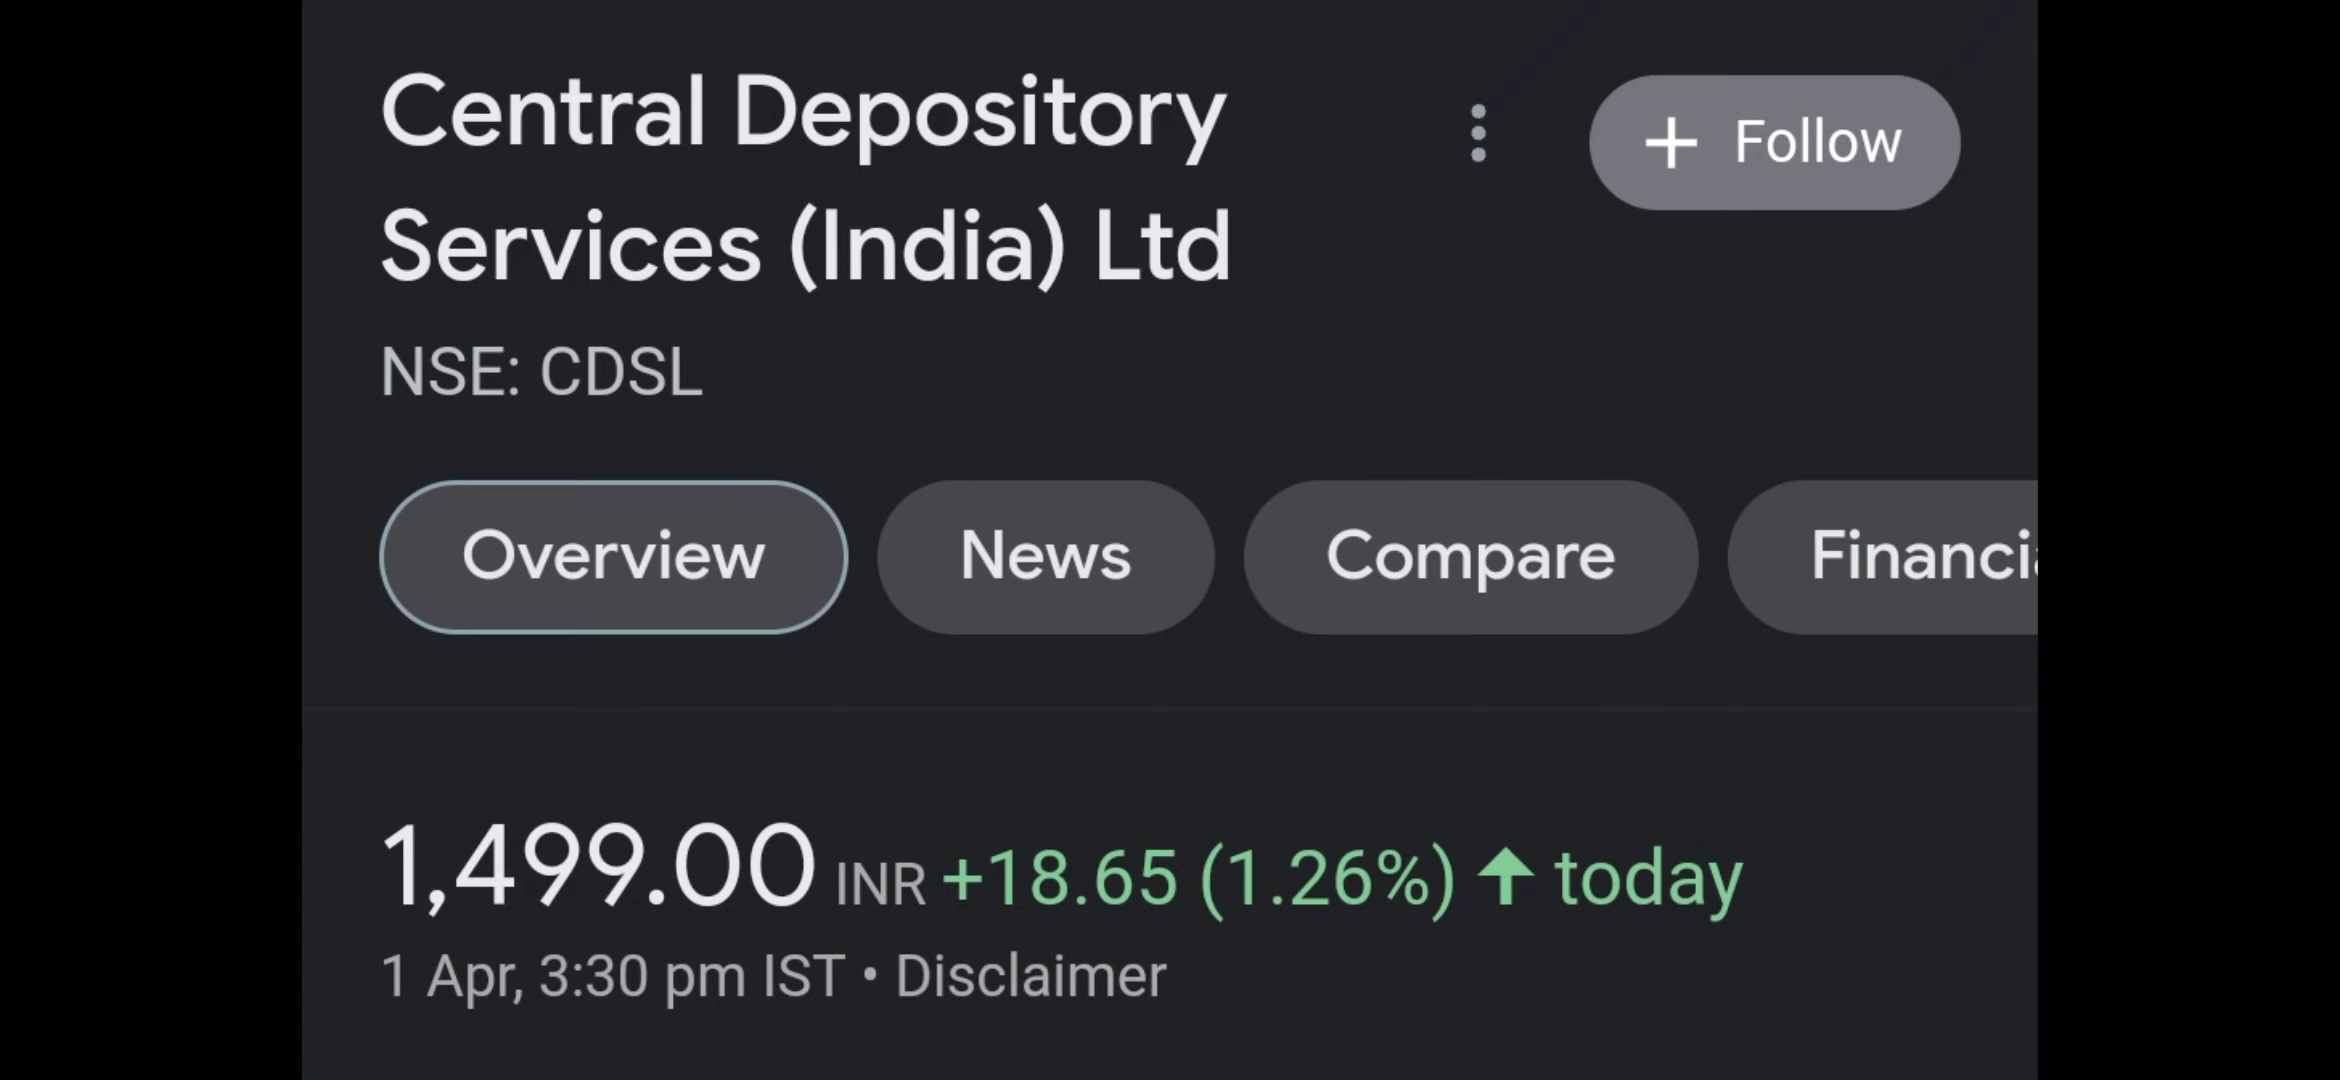 Central Depository
Services (India) Ltd
+ Follow
NSE: CDSL
Overview News Compare Financia
1,499.00 INR +18.65 (1.26%) ↑ today
1 Apr, 3:30 pm IST • Disclaimer